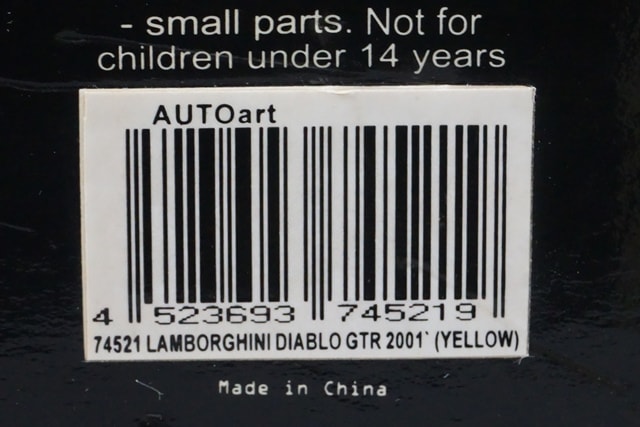 - small parts. Not for
children under 14 years
AUTOart
4 523693 745219
74521 LAMBORGHINI DIABLO GTR 2001` (YELLOW)
Made in China